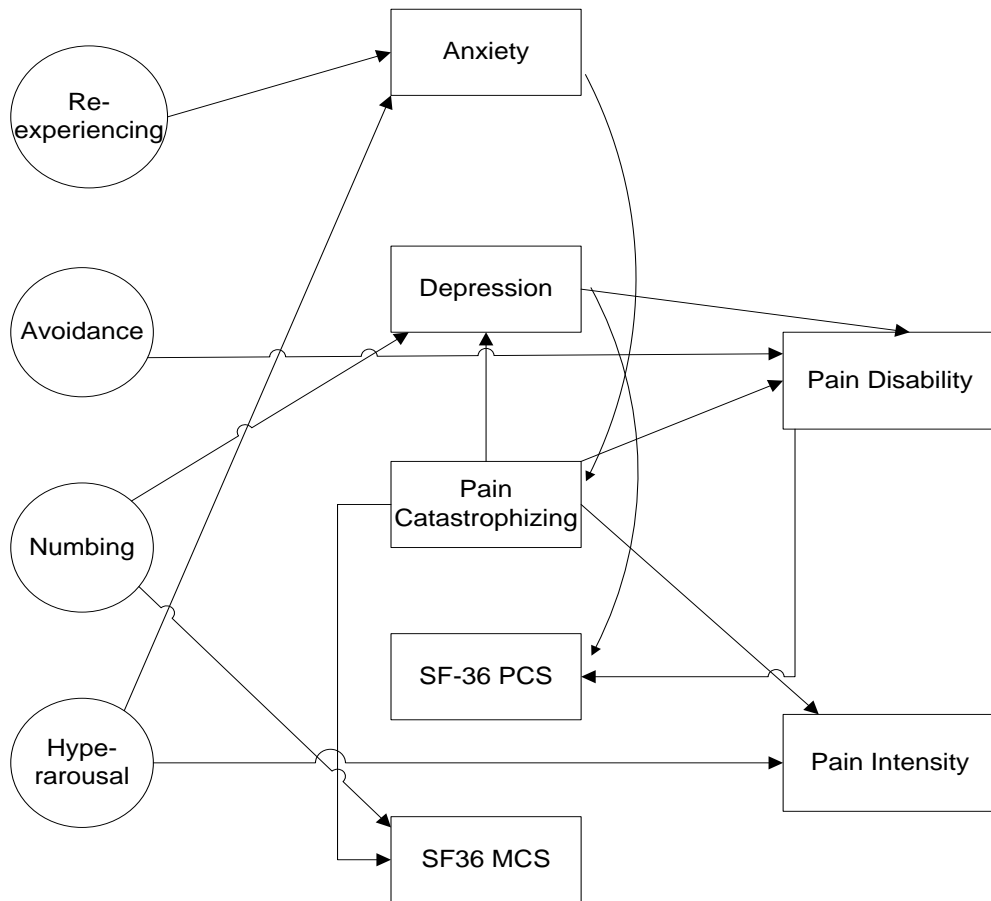 Anxiety
Re-
experiencing
Depression
Avoidance
Pain Disability
Pain
Catastrophizing
Numbing
SF-36 PCS
Hype-
rarousal
Pain Intensity
SF36 MCS